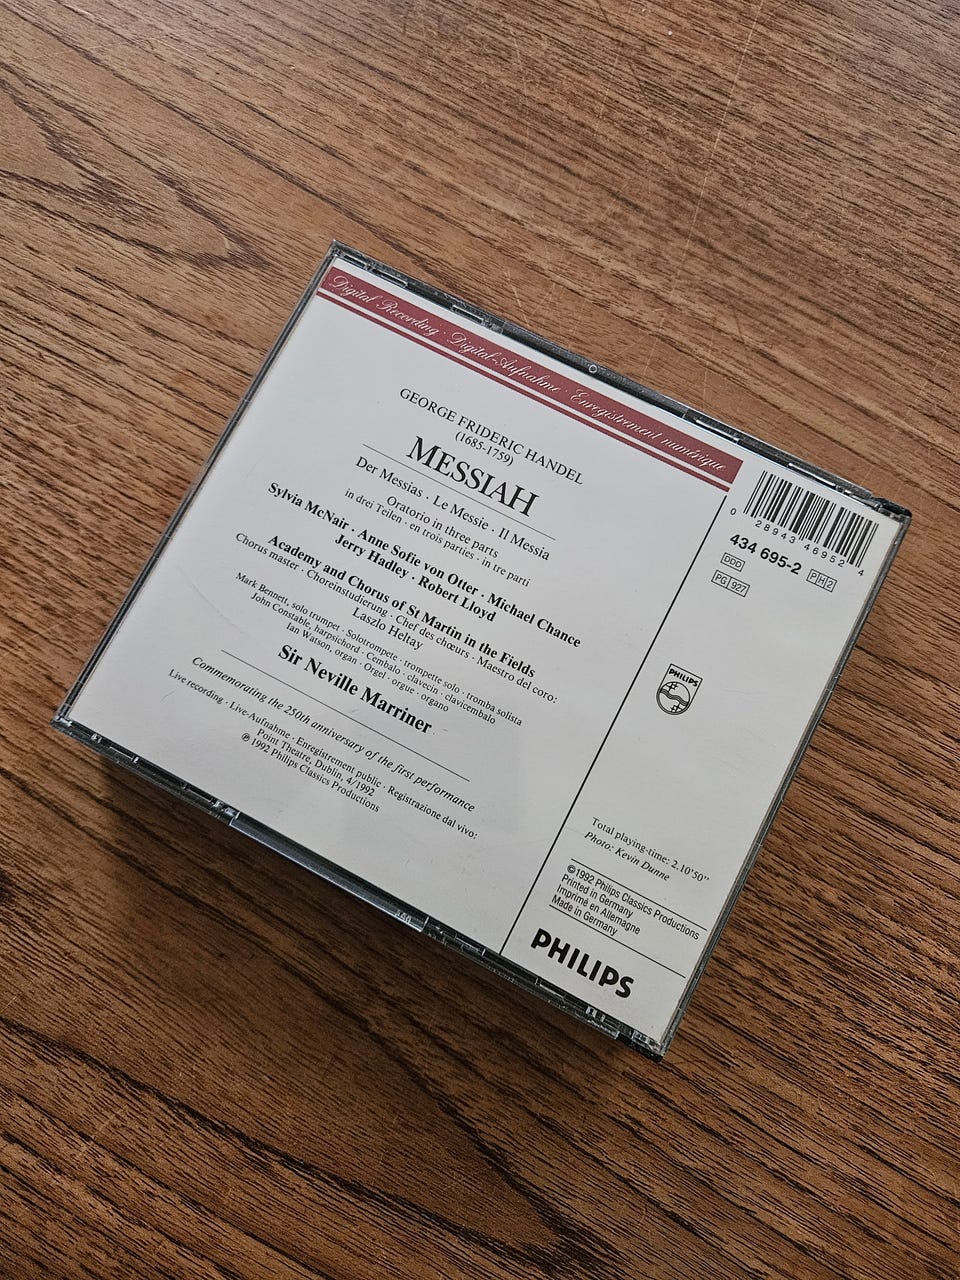 Digital Recording · Digital-Aufnahme · Enregistrement numérique
GEORGE FRIDERIC HANDEL
(1685-1759)
MESSIAH
Der Messias · Le Messie · Il Messia
Oratorio in three parts
in drei Teilen · en trois parties · in tre parti
Sylvia McNair · Anne Sofie von Otter · Michael Chance
Jerry Hadley · Robert Lloyd
Academy and Chorus of St Martin in the Fields
Chorus master · Choreinstudierung · Chef des chœurs · Maestro del coro:
Laszlo Heltay
Mark Bennett, solo trumpet · Solotrompete · trompette solo · tromba solista
John Constable, harpsichord · Cembalo · clavecin · clavicembalo
Ian Watson, organ · Orgel · orgue · organo
Sir Neville Marriner
Commemorating the 250th anniversary of the first performance
Live recording · Live-Aufnahme · Enregistrement public · Registrazione dal vivo:
Point Theatre, Dublin, 4/1992
℗ 1992 Philips Classics Productions
0 28943 46952 4
434 695-2
DDD
PG 927
PH2
PHILIPS
Total playing-time: 2.10'50"
Photo: Kevin Dunne
©1992 Philips Classics Productions
Printed in Germany
Imprimé en Allemagne
Made in Germany
PHILIPS